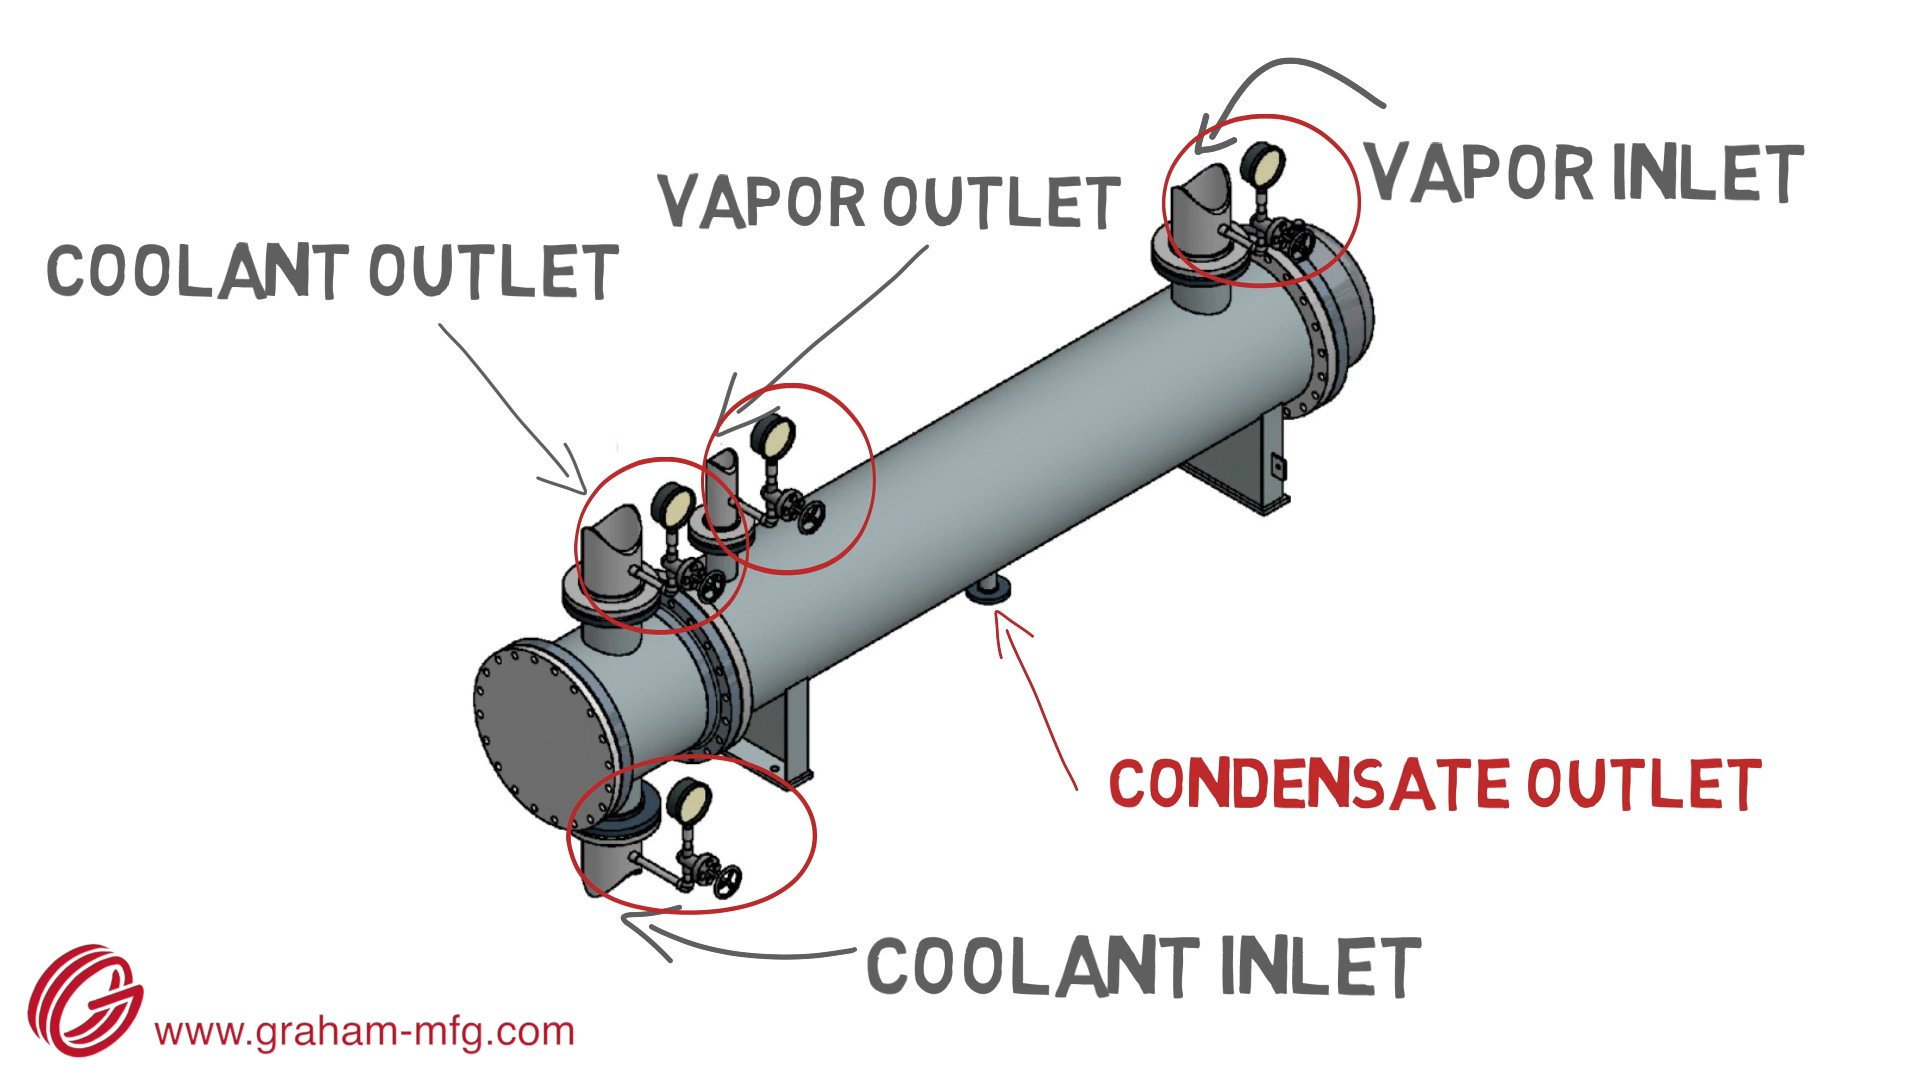 VAPOR INLET
VAPOR OUTLET
COOLANT OUTLET
CONDENSATE OUTLET
COOLANT INLET
www.graham-mfg.com